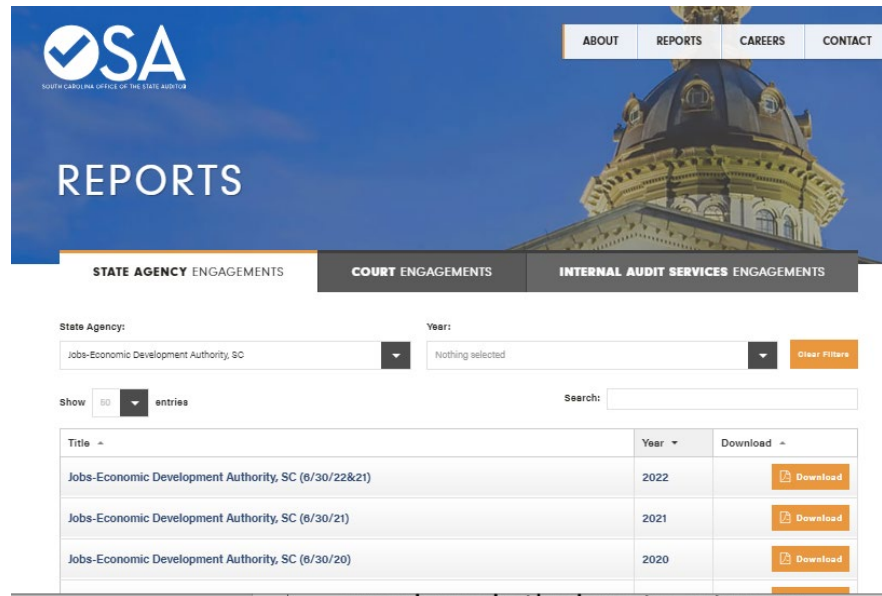 OSA
SOUTH CAROLINA OFFICE OF THE STATE AUDITOR
ABOUT REPORTS CAREERS CONTACT
REPORTS
STATE AGENCY ENGAGEMENTS COURT ENGAGEMENTS INTERNAL AUDIT SERVICES ENGAGEMENTS
State Agency: Year:
Jobs-Economic Development Authority, SC Nothing selected Clear Filters
Show 50 entries Search:
Title Year Download
Jobs-Economic Development Authority, SC (6/30/22&21) 2022 Download
Jobs-Economic Development Authority, SC (6/30/21) 2021 Download
Jobs-Economic Development Authority, SC (6/30/20) 2020 Download